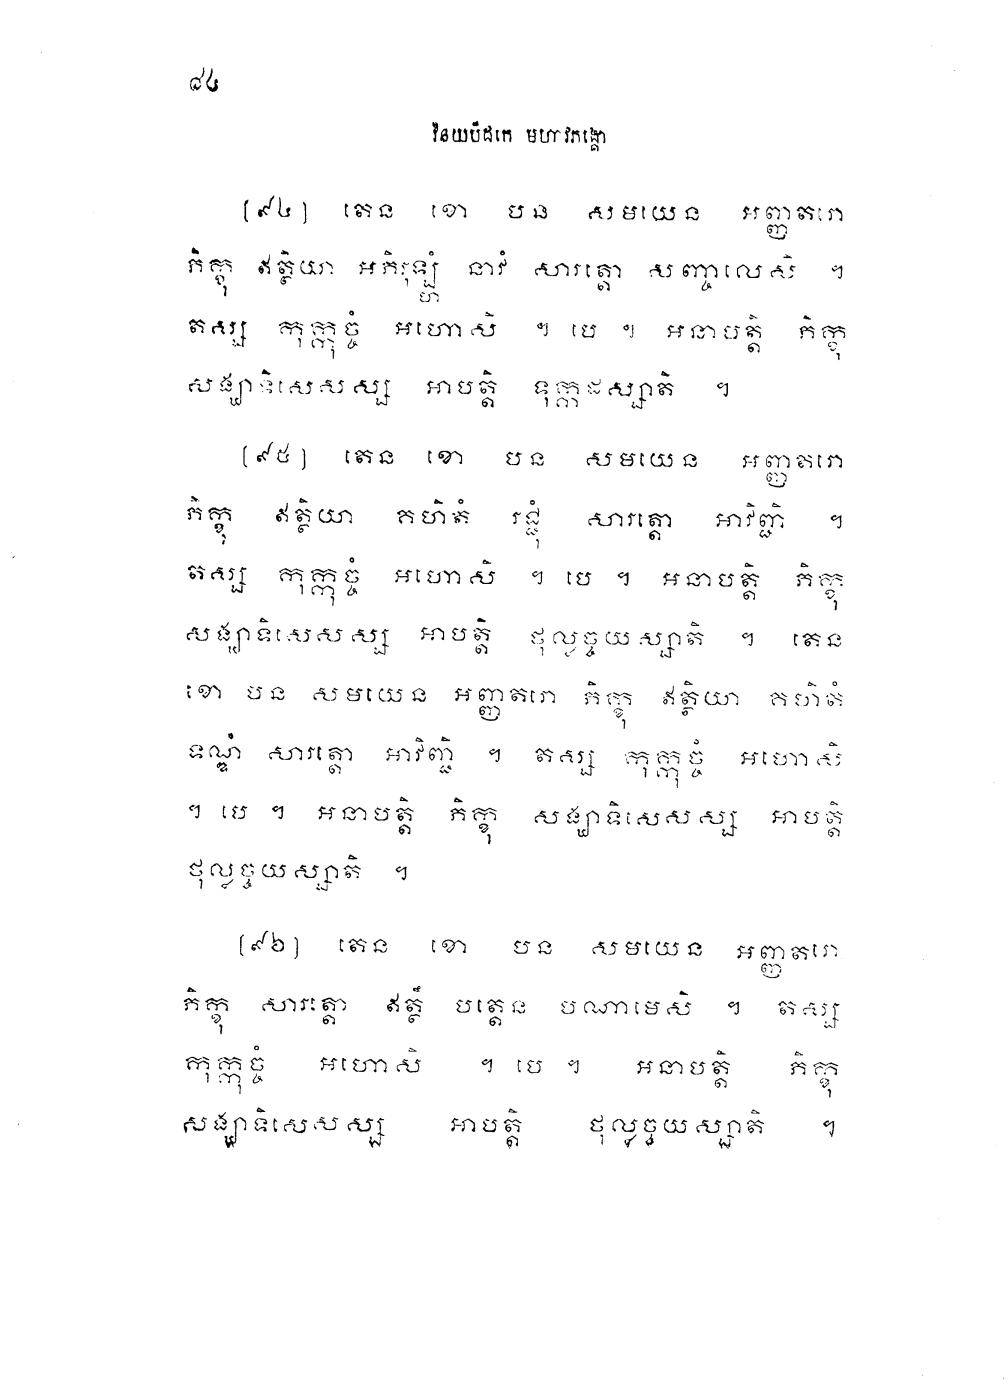 ៨៤
វិនយបិដកេ មហាវិភង្គោ
(៩៤) តេន ខោ បន សមយេន អញ្ញតរោ
ភិក្ខុ ឥត្ថិយា អភិរុឡ្ហំ នាវំ សារត្តោ សញ្ចាលេសិ ។
តស្ស កុក្កុច្ចំ អហោសិ ។ បេ ។ អនាបត្តិ ភិក្ខុ
សង្ឃាទិសេសស្ស អាបត្តិ ទុក្កដស្សាតិ ។
(៩៥) តេន ខោ បន សមយេន អញ្ញតរោ
ភិក្ខុ ឥត្ថិយា គហិតំ រជ្ជុំ សារត្តោ អាវិញ្ជិ ។
តស្ស កុក្កុច្ចំ អហោសិ ។ បេ ។ អនាបត្តិ ភិក្ខុ
សង្ឃាទិសេសស្ស អាបត្តិ ថុល្លច្ចយស្សាតិ ។ តេន
ខោ បន សមយេន អញ្ញតរោ ភិក្ខុ ឥត្ថិយា គហិតំ
ទណ្ឌំ សារត្តោ អាវិញ្ជិ ។ តស្ស កុក្កុច្ចំ អហោសិ
។ បេ ។ អនាបត្តិ ភិក្ខុ សង្ឃាទិសេសស្ស អាបត្តិ
ថុល្លច្ចយស្សាតិ ។
(៩៦) តេន ខោ បន សមយេន អញ្ញតរោ
ភិក្ខុ សារត្តោ ឥត្ថឹ បត្តេន បណាមេសិ ។ តស្ស
កុក្កុច្ចំ អហោសិ ។ បេ ។ អនាបត្តិ ភិក្ខុ
សង្ឃាទិសេសស្ស អាបត្តិ ថុល្លច្ចយស្សាតិ ។